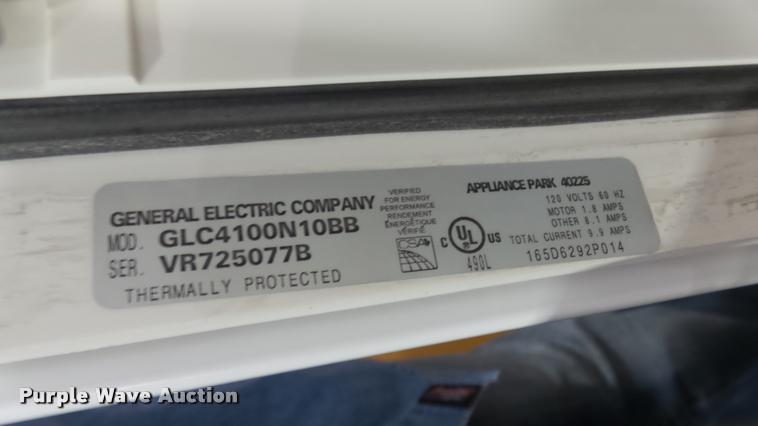 GENERAL ELECTRIC COMPANY
MOD. GLC4100N10BB
SER. VR725077B
THERMALLY PROTECTED
VERIFIED
FOR ENERGY
PERFORMANCE
RENDEMENT
ÉNERGÉTIQUE
VÉRIFIÉ
CSA
C UL US
490L
APPLIANCE PARK 40225
120 VOLTS 60 HZ
MOTOR 1.8 AMPS
OTHER 8.1 AMPS
TOTAL CURRENT 9.9 AMPS
165D6292P014
Purple Wave Auction